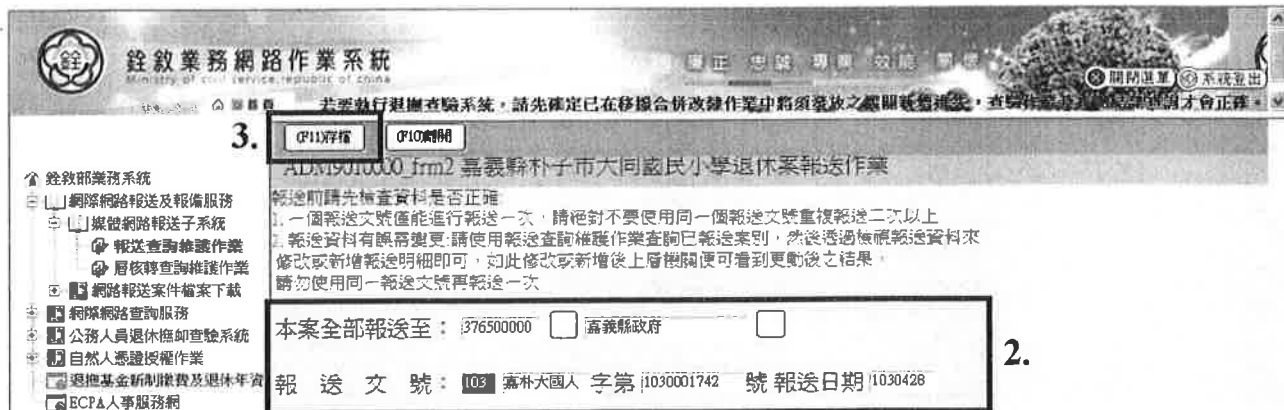 銓敘業務網路作業系統
Ministry of civil service,republic of china
關閉選單 系統登出
回首頁 若要執行退撫查驗系統，請先確定已在移撥合併改隸作業中將須裁放之機關
3. (F11)存檔 (F10)離開
ADM9010000_frm2 嘉義縣朴子市大同國民小學退休案報送作業
銓敘部業務系統
網際網路報送及報備服務
媒體網路報送子系統
報送查詢維護作業
層核轉查詢維護作業
網路報送案件檔案下載
網際網路查詢服務
公務人員退休撫卹查驗系統
自然人憑證授權作業
退撫基金新制繳費及退休年資
ECPA人事服務網
報送前請先檢查資料是否正確
1. 一個報送文號僅能進行報送一次，請絕對不要使用同一個報送文號重複報送二次以上
2. 報送資料有誤需變更:請使用報送查詢維護作業查詢已報送案別，然後透過檢視報送資料來
修改或新增報送明細即可，如此修改或新增後上層機關便可看到更動後之結果。
請勿使用同一報送文號再報送一次
本案全部報送至： 376500000 嘉義縣政府
2.
報 送 文 號： 103 嘉朴大國人 字第 1030001742 號 報送日期 1030428